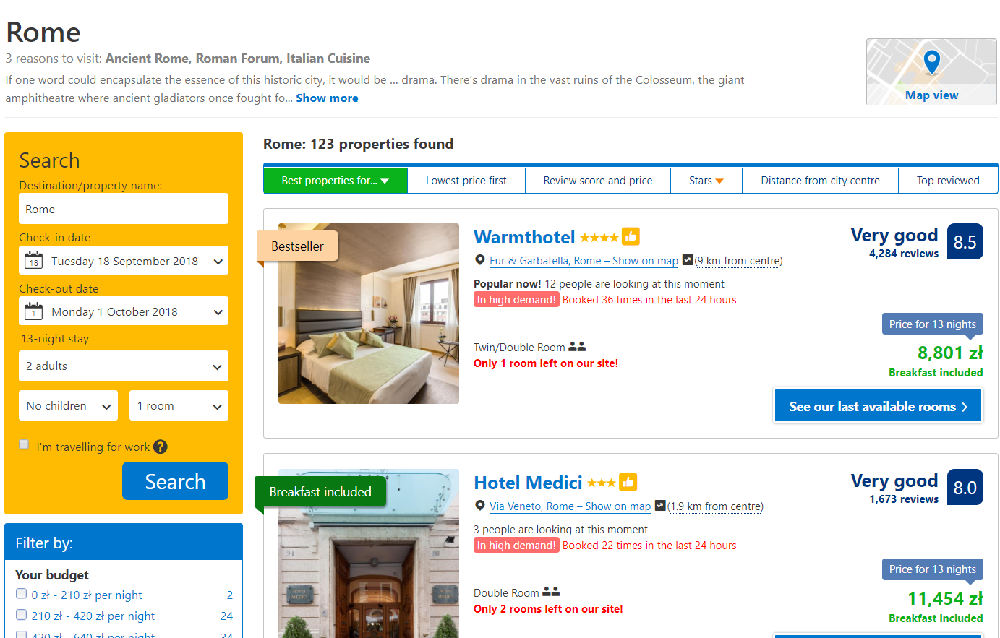 Rome
3 reasons to visit: Ancient Rome, Roman Forum, Italian Cuisine
If one word could encapsulate the essence of this historic city, it would be ... drama. There's drama in the vast ruins of the Colosseum, the giant
amphitheatre where ancient gladiators once fought fo... Show more
Map view
Search
Destination/property name:
Rome
Check-in date
18 Tuesday 18 September 2018
Check-out date
1 Monday 1 October 2018
13-night stay
2 adults
No children 1 room
I'm travelling for work ?
Search
Filter by:
Your budget
0 zł - 210 zł per night 2
210 zł - 420 zł per night 24
420 zł - 640 zł per night 34
Rome: 123 properties found
Best properties for... Lowest price first Review score and price Stars Distance from city centre Top reviewed
Bestseller
Warmthotel
Very good 8.5
4,284 reviews
Eur & Garbatella, Rome – Show on map (9 km from centre)
Popular now! 12 people are looking at this moment
In high demand! Booked 36 times in the last 24 hours
Price for 13 nights
Twin/Double Room
8,801 zł
Only 1 room left on our site!
Breakfast included
See our last available rooms
Breakfast included
Hotel Medici
Very good 8.0
1,673 reviews
Via Veneto, Rome – Show on map (1.9 km from centre)
3 people are looking at this moment
In high demand! Booked 22 times in the last 24 hours
Price for 13 nights
Double Room
11,454 zł
Only 2 rooms left on our site!
Breakfast included
HOTEL
MEDICI